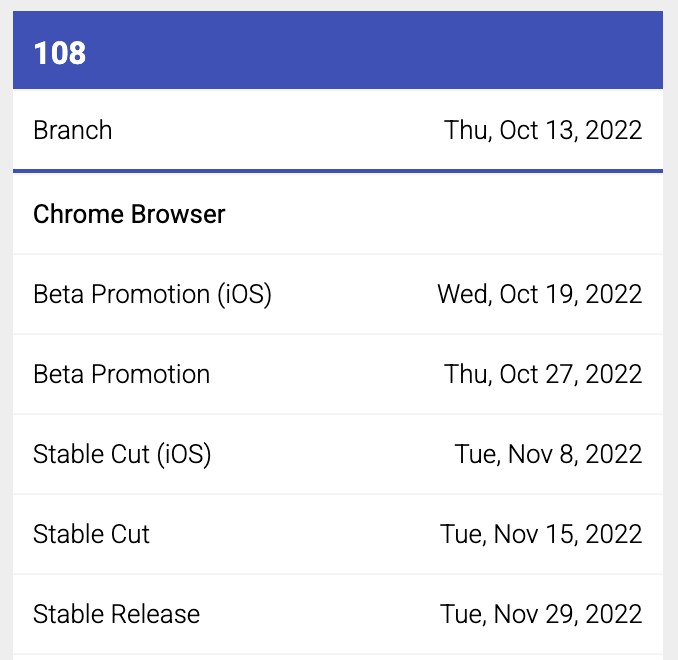 108
Branch Thu, Oct 13, 2022
Chrome Browser
Beta Promotion (iOS) Wed, Oct 19, 2022
Beta Promotion Thu, Oct 27, 2022
Stable Cut (iOS) Tue, Nov 8, 2022
Stable Cut Tue, Nov 15, 2022
Stable Release Tue, Nov 29, 2022